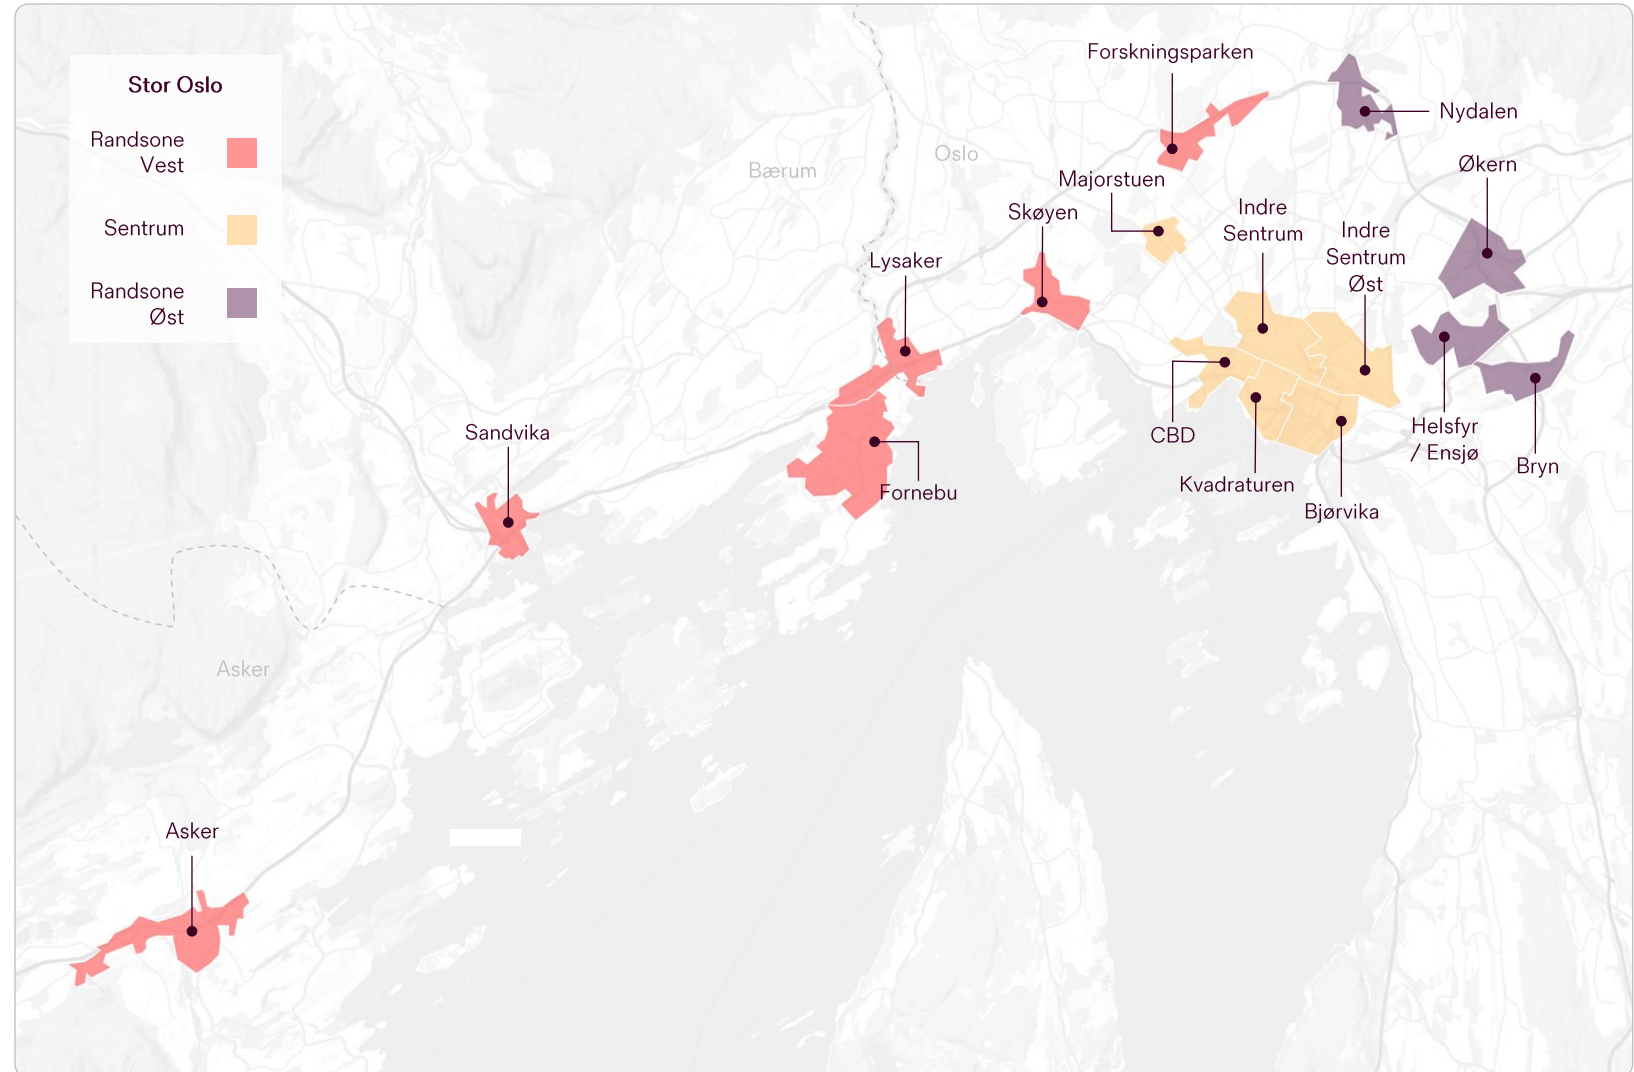 Stor Oslo
Randsone
Vest
Sentrum
Randsone
Øst
Forskningsparken
Nydalen
Bærum
Oslo
Økern
Majorstuen
Skøyen
Indre
Sentrum
Indre
Sentrum
Øst
Lysaker
CBD
Helsfyr
/ Ensjø
Sandvika
Bryn
Fornebu
Kvadraturen
Bjørvika
Asker
Asker